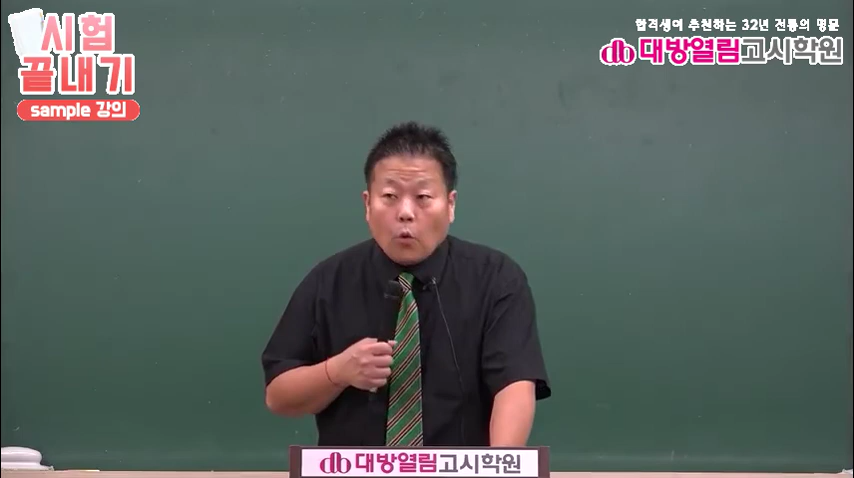 시험
끝내기
sample 강의
합격생이 추천하는 32년 전통의 명문
대방열림고시학원
대방열림고시학원